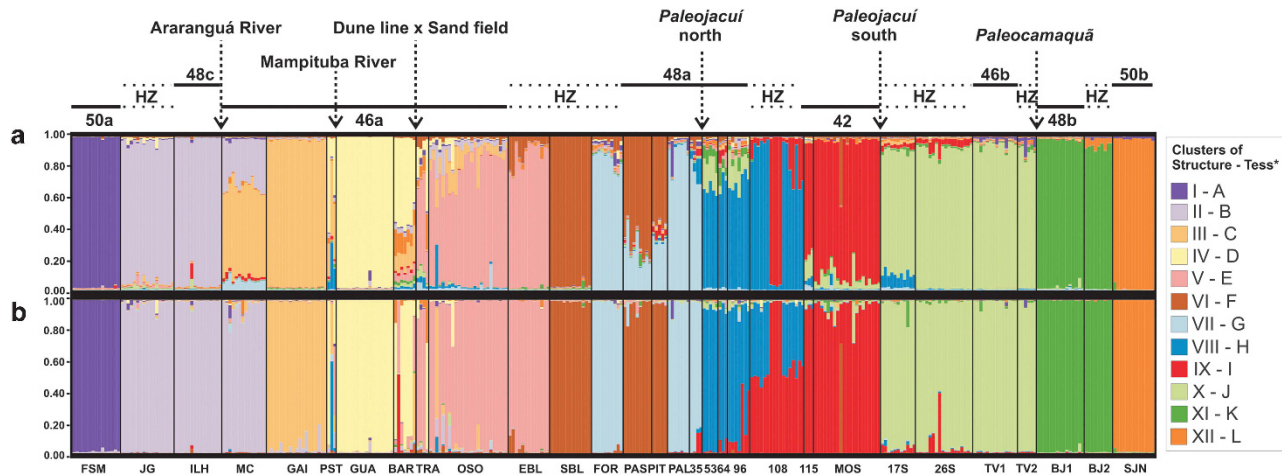 Araranguá River
Mampituba River
Dune line x Sand field
Paleojacuí
north
Paleojacuí
south
Paleocamaquã
48c
48a
46b
50b
HZ
HZ
HZ
HZ
HZ
HZ
50a
46a
42
48b
a
1.00
0.80
0.60
0.40
0.20
0.00
b
1.00
0.80
0.60
0.40
0.20
0.00
FSM JG ILH MC GAI PST GUA BAR TRA OSO EBL SBL FOR PAS PIT PAL 35 53 64 96 108 115 MOS 17S 26S TV1 TV2 BJ1 BJ2 SJN
Clusters of
Structure - Tess*
I - A
II - B
III - C
IV - D
V - E
VI - F
VII - G
VIII - H
IX - I
X - J
XI - K
XII - L